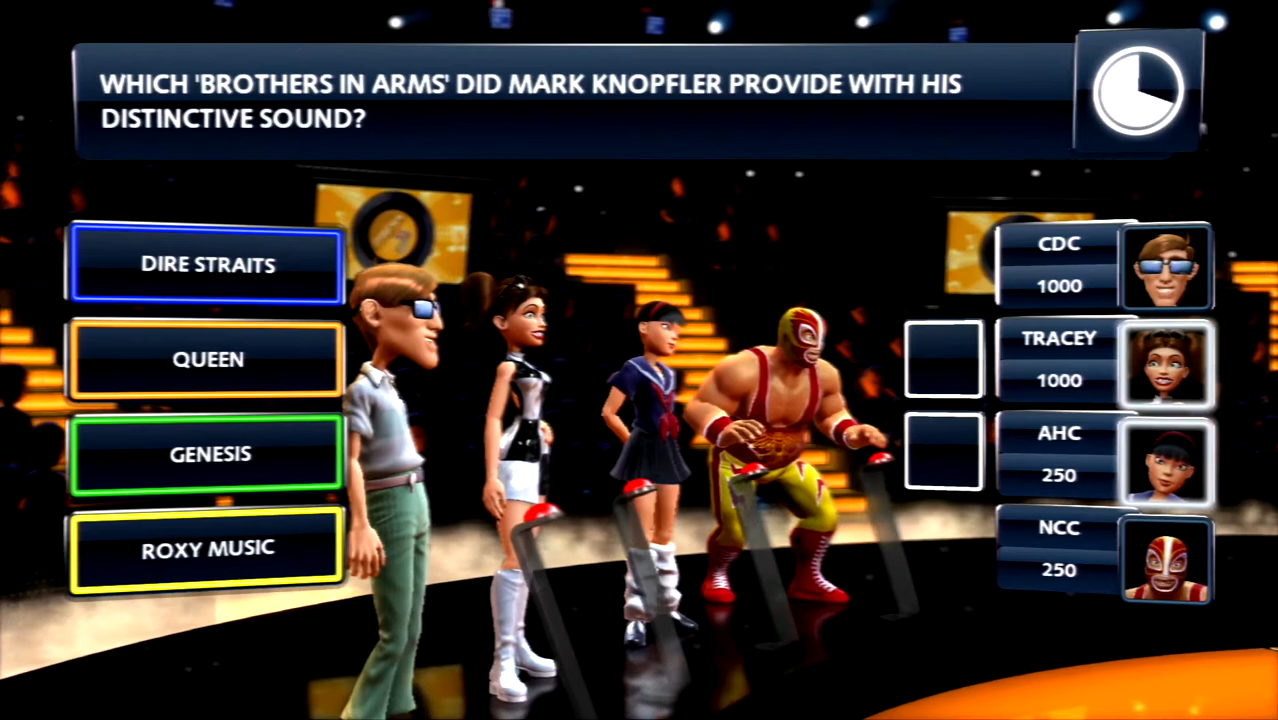 WHICH 'BROTHERS IN ARMS' DID MARK KNOPFLER PROVIDE WITH HIS
DISTINCTIVE SOUND?
DIRE STRAITS
QUEEN
GENESIS
ROXY MUSIC
CDC
1000
TRACEY
1000
AHC
250
NCC
250